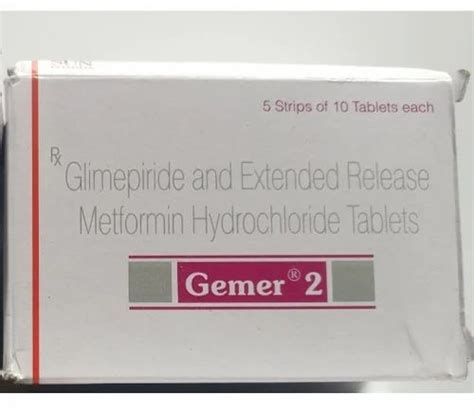 5 Strips of 10 Tablets each
Rx Glimepiride and Extended Release
Metformin Hydrochloride Tablets
Gemer® 2